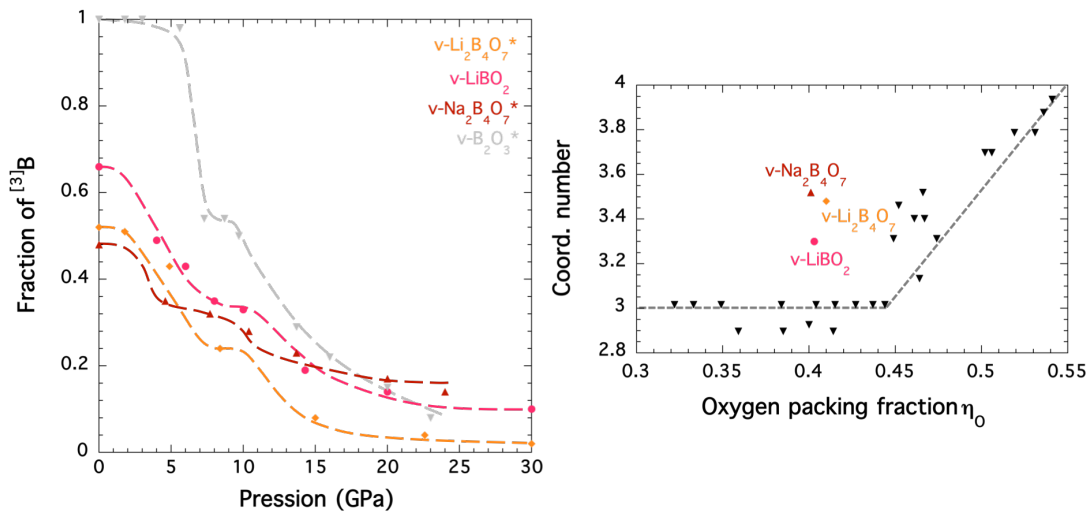 v-Li₂B₄O₇*
v-LiBO₂
v-Na₂B₄O₇*
v-B₂O₃*
1
0.8
0.6
0.4
0.2
0
Fraction of [³]B
0 5 10 15 20 25 30
Pression (GPa)
4
3.8
3.6
3.4
3.2
3
2.8
Coord. number
v-Na₂B₄O₇
v-Li₂B₄O₇
v-LiBO₂
0.3 0.35 0.4 0.45 0.5 0.55
Oxygen packing fraction η₀